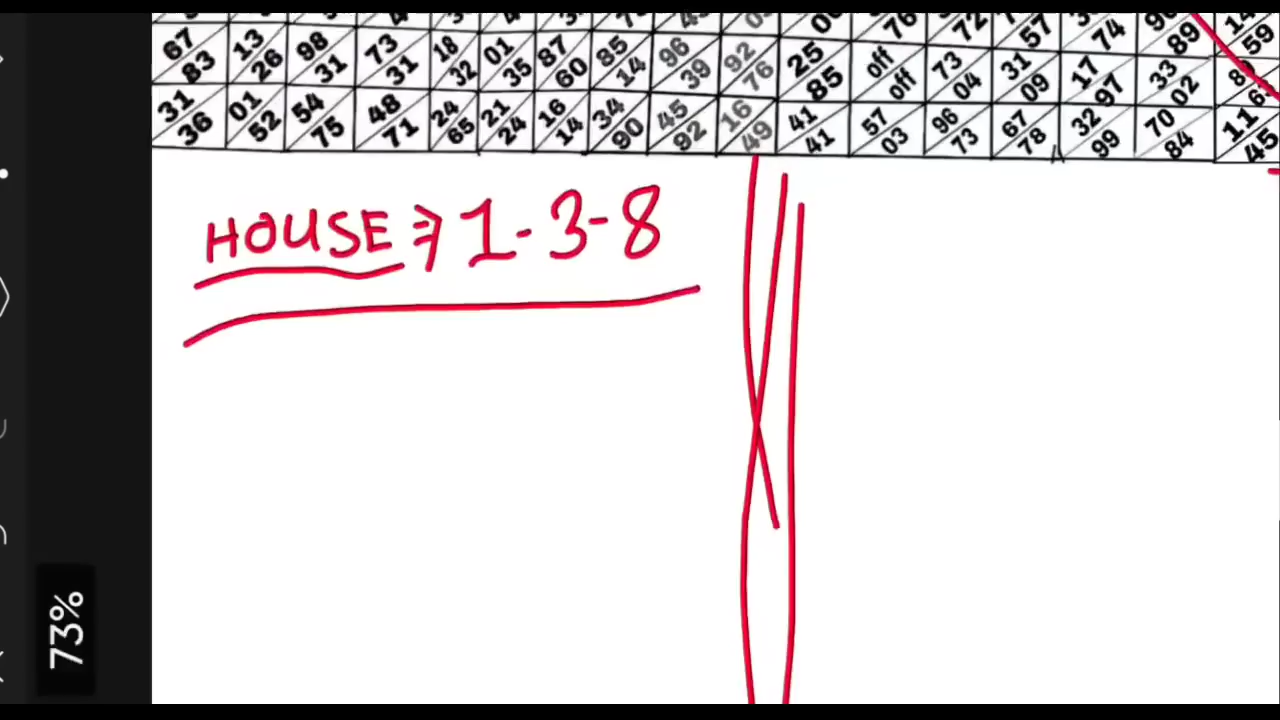 67 13 98 73 18 01 87 85 96 92 25 off 73 31 17 33
83 26 31 31 32 35 60 14 39 76 85 off 04 09 97 02
31 01 54 48 24 21 16 34 45 16 41 57 96 67 32 70 11
36 52 75 71 65 24 14 90 92 49 41 03 73 78 99 84 45
HOUSE ⇒ 1-3-8
73%